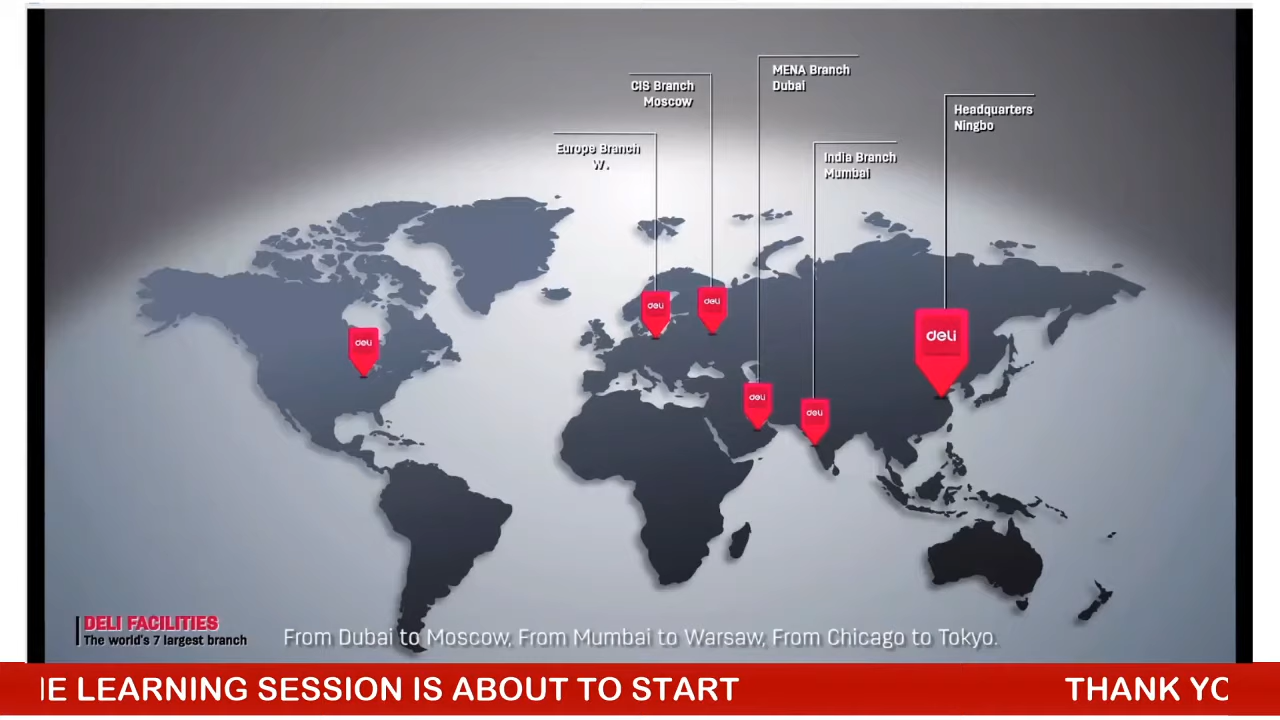 MENA Branch
Dubai
CIS Branch
Moscow
Headquarters
Ningbo
Europe Branch
W.
India Branch
Mumbai
deli
deli
deli
deli
deli
deli
DELI FACILITIES
The world's 7 largest branch
From Dubai to Moscow, From Mumbai to Warsaw, From Chicago to Tokyo.
LEARNING SESSION IS ABOUT TO START
THANK